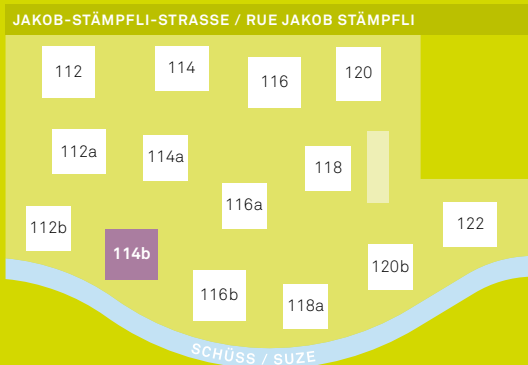 JAKOB-STÄMPFLI-STRASSE / RUE JAKOB STÄMPFLI
112
114
116
120
112a
114a
118
116a
112b
114b
122
120b
116b
118a
SCHÜSS / SUZE